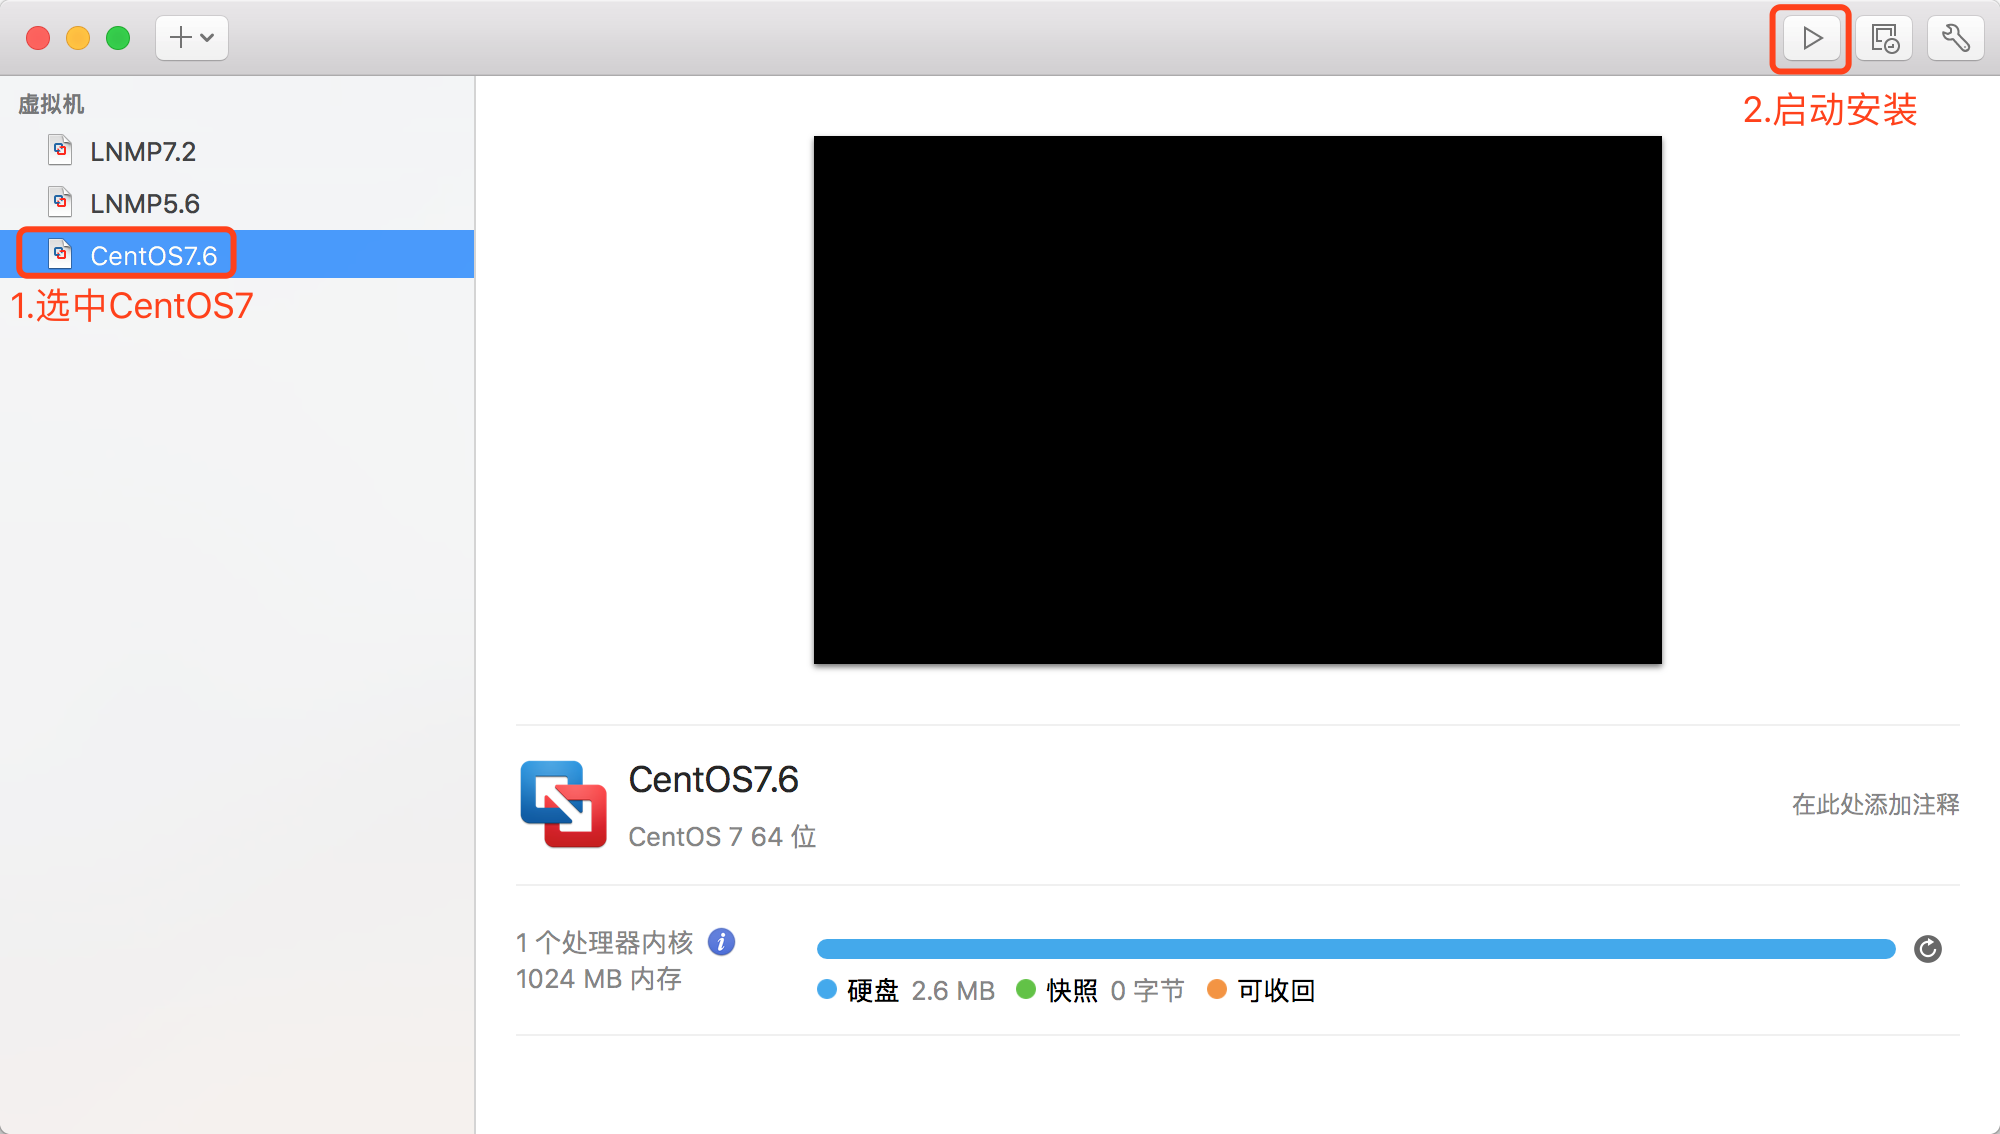 2.启动安装
虚拟机
LNMP7.2
LNMP5.6
CentOS7.6
1.选中CentOS7
CentOS7.6
CentOS 7 64 位
在此处添加注释
1 个处理器内核
1024 MB 内存
硬盘 2.6 MB 快照 0 字节 可收回